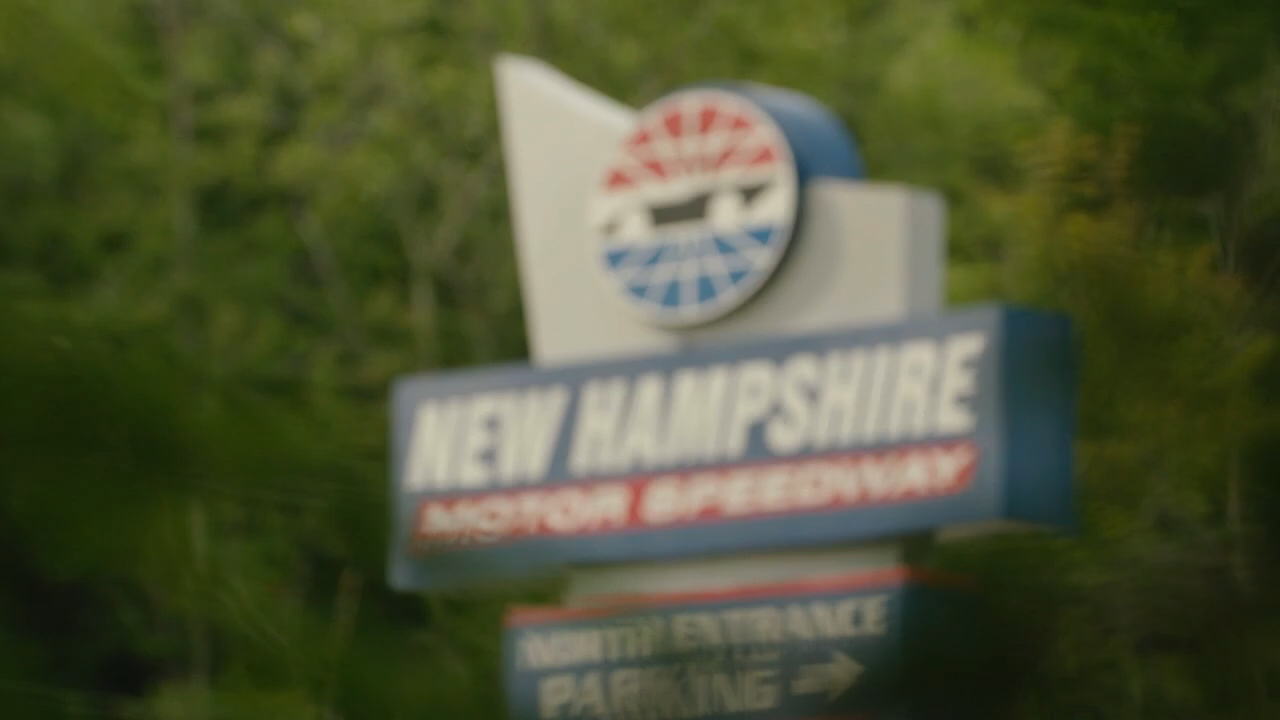 NEW HAMPSHIRE
MOTOR SPEEDWAY
NORTH ENTRANCE
PARKING →